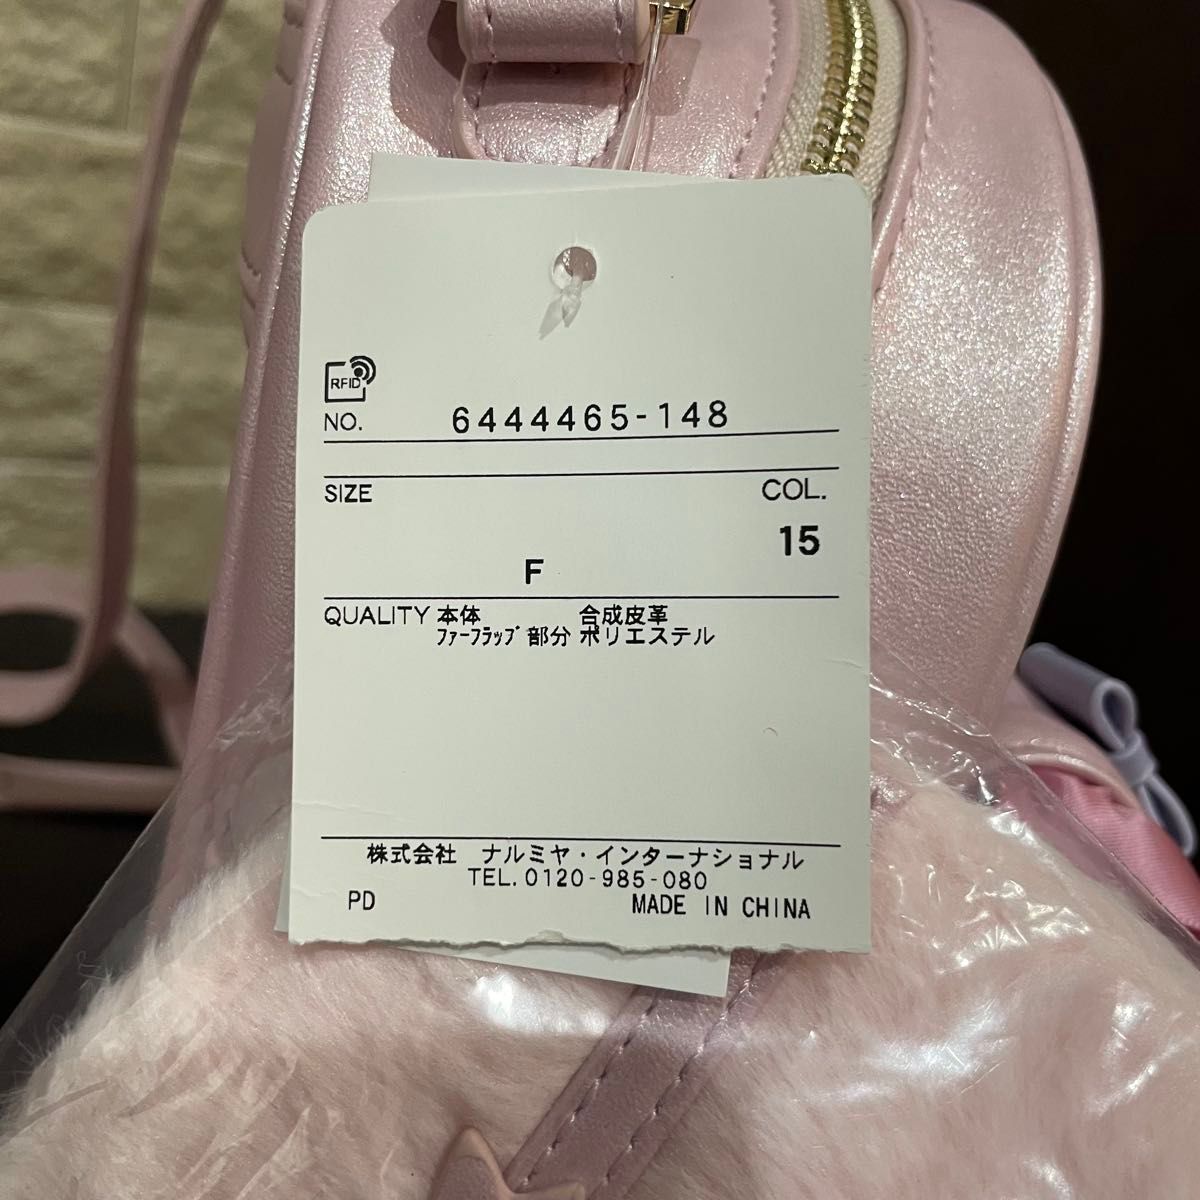 RFID
NO. 6444465-148
SIZE COL.
15
F
QUALITY 本体 合成皮革
ﾌｧｰﾌﾗｯﾌﾟ部分 ポリエステル
株式会社 ナルミヤ・インターナショナル
TEL.0120-985-080
PD MADE IN CHINA